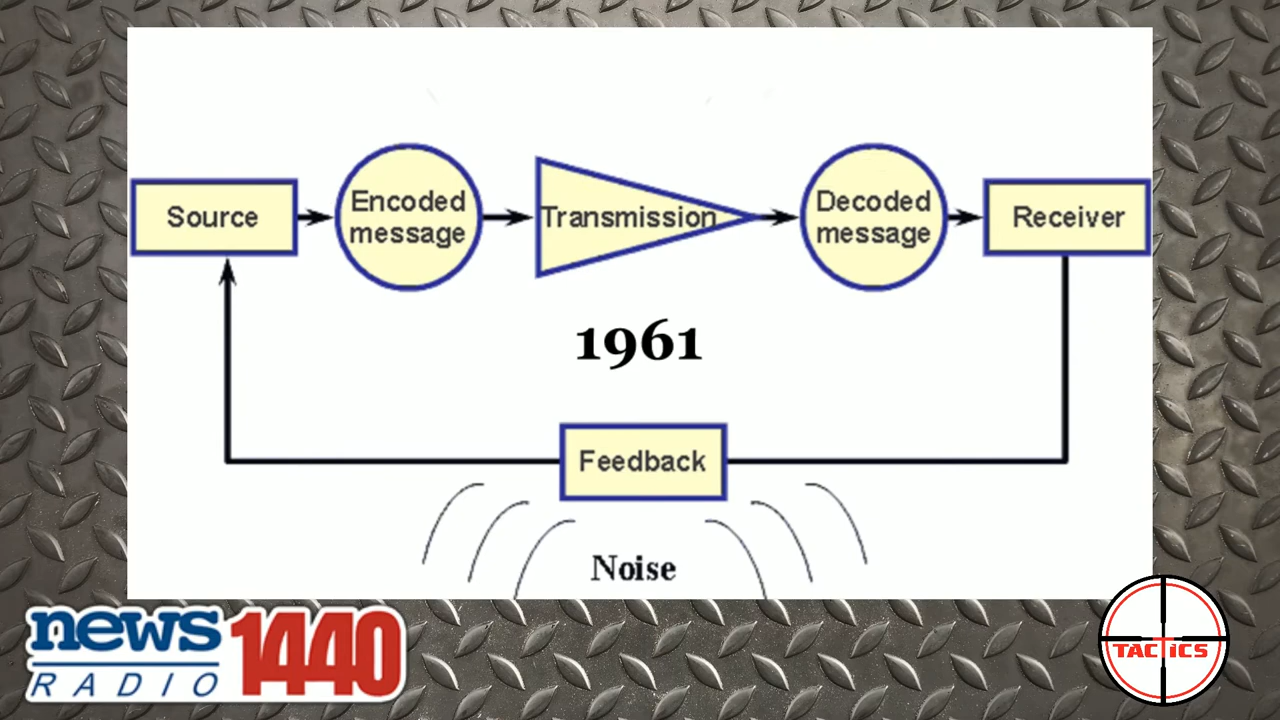 Source
Encoded
message
Transmission
Decoded
message
Receiver
1961
Feedback
Noise
news 1440
RADIO
TACTICS